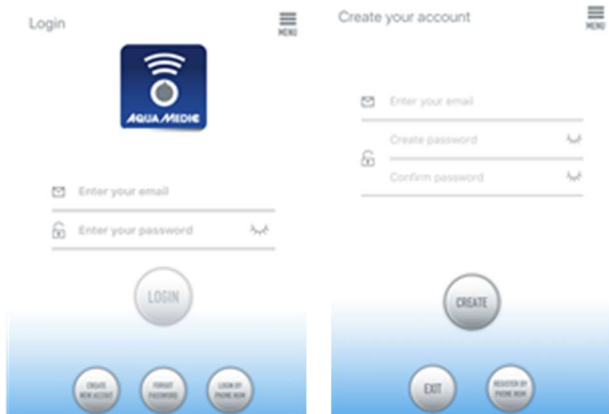 Login
MENU
AQUA MEDIC
Enter your email
Enter your password
LOGIN
CREATE
NEW ACCOUNT
FORGOT
PASSWORD
LOGIN BY
PHONE NUM
Create your account
MENU
Enter your email
Create password
Confirm password
CREATE
EXIT
REGISTER BY
PHONE NUM